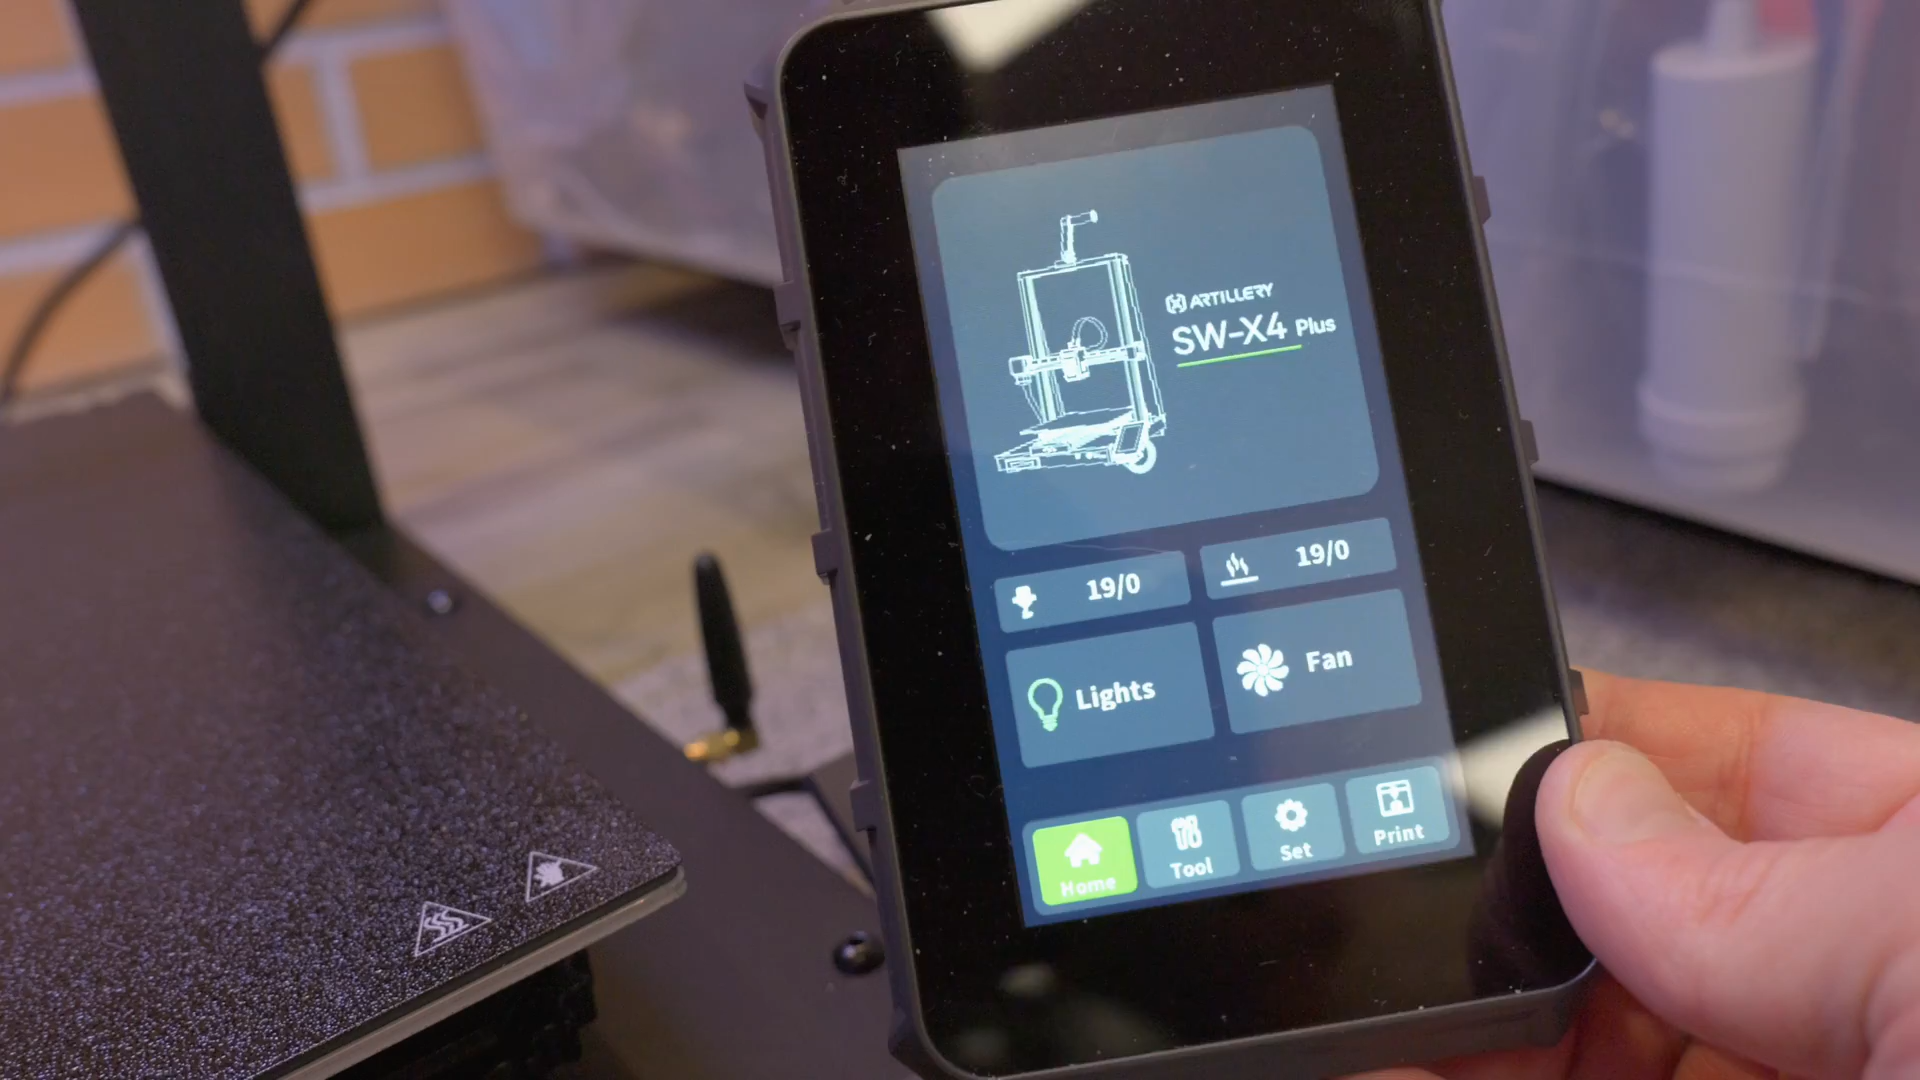 ARTILLERY
SW-X4 Plus
19/0
19/0
Lights
Fan
Home
Tool
Set
Print